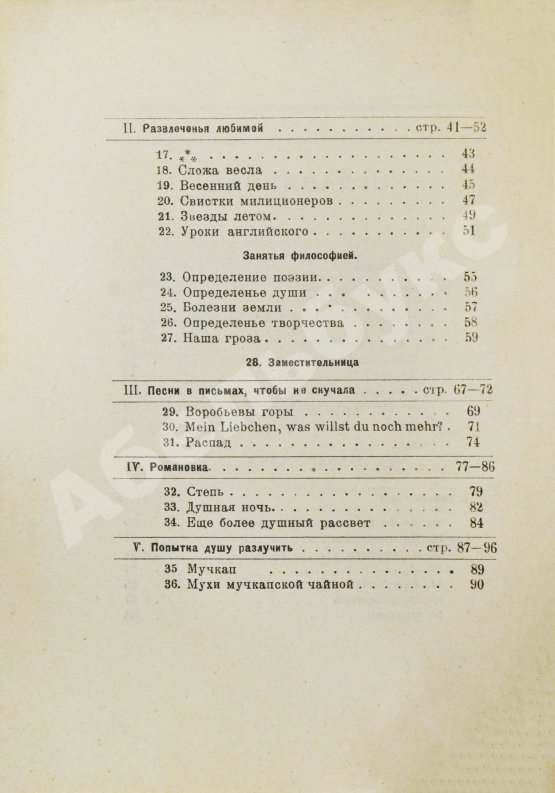 II. Развлеченья любимой . . . . . . . . . . . стр. 41—52
17. *** . . . . . . . . . . . . . . . . . 43
18. Сложа весла . . . . . . . . . . . . . 44
19. Весенний день . . . . . . . . . . . . 45
20. Свистки милиционеров . . . . . . . . 47
21. Звезды летом. . . . . . . . . . . . . 49
22. Уроки английского . . . . . . . . . . 51
Занятья философией.
23. Определение поэзии. . . . . . . . . . 55
24. Определенье души . . . . . . . . . . 56
25. Болезни земли . . . . . . . . . . . . 57
26. Определенье творчества . . . . . . . 58
27. Наша гроза . . . . . . . . . . . . . 59
28. Заместительница
III. Песни в письмах, чтобы не скучала . . . . . стр. 67—72
29. Воробьевы горы . . . . . . . . . . . 69
30. Mein Liebchen, was willst du noch mehr? . 71
31. Распад . . . . . . . . . . . . . . . 74
IV. Романовка. . . . . . . . . . . . . . . . 77—86
32. Степь . . . . . . . . . . . . . . . . 79
33. Душная ночь. . . . . . . . . . . . . 82
34. Еще более душный рассвет . . . . . . 84
V. Попытка душу разлучить . . . . . . . . . . стр. 87—96
35 Мучкап . . . . . . . . . . . . . 89
36. Мухи мучкапской чайной . . . . . . . . 90
Абебукс